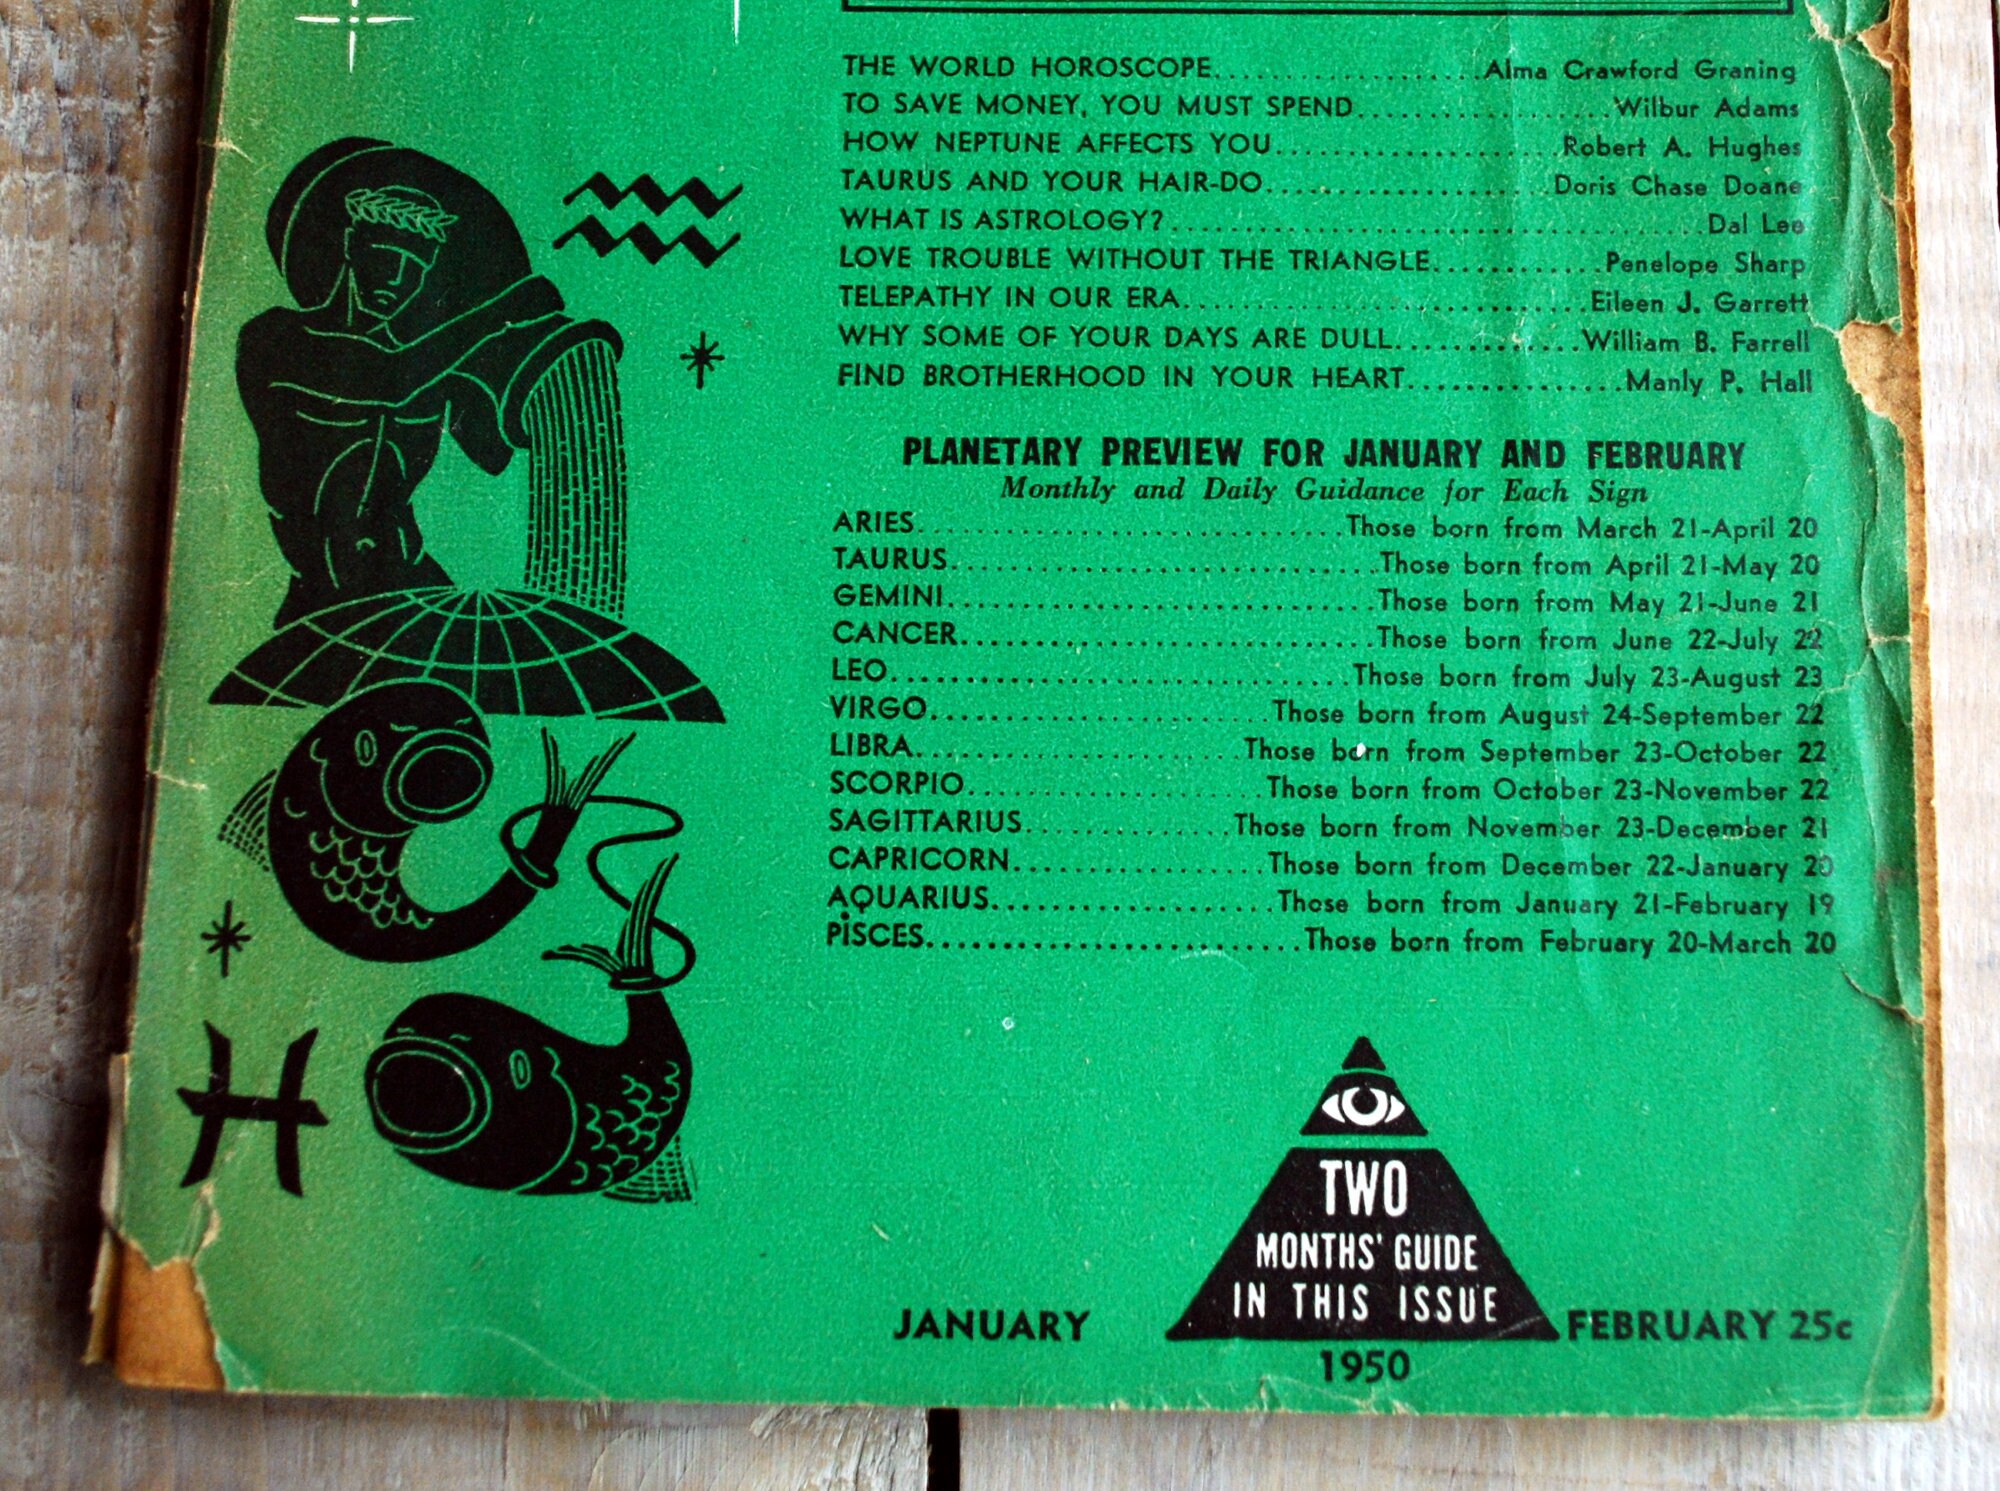 THE WORLD HOROSCOPE....................Alma Crawford Graning
TO SAVE MONEY, YOU MUST SPEND..................Wilbur Adams
HOW NEPTUNE AFFECTS YOU....................Robert A. Hughes
TAURUS AND YOUR HAIR-DO....................Doris Chase Doane
WHAT IS ASTROLOGY?......................................Dal Lee
LOVE TROUBLE WITHOUT THE TRIANGLE............Penelope Sharp
TELEPATHY IN OUR ERA.............................Eileen J. Garrett
WHY SOME OF YOUR DAYS ARE DULL.............William B. Farrell
FIND BROTHERHOOD IN YOUR HEART................Manly P. Hall
PLANETARY PREVIEW FOR JANUARY AND FEBRUARY
Monthly and Daily Guidance for Each Sign
ARIES..............................Those born from March 21-April 20
TAURUS..............................Those born from April 21-May 20
GEMINI..............................Those born from May 21-June 21
CANCER.............................Those born from June 22-July 22
LEO................................Those born from July 23-August 23
VIRGO........................Those born from August 24-September 22
LIBRA.......................Those born from September 23-October 22
SCORPIO.....................Those born from October 23-November 22
SAGITTARIUS..............Those born from November 23-December 21
CAPRICORN.................Those born from December 22-January 20
AQUARIUS....................Those born from January 21-February 19
PISCES..........................Those born from February 20-March 20
TWO
MONTHS' GUIDE
IN THIS ISSUE
JANUARY FEBRUARY 25c
1950